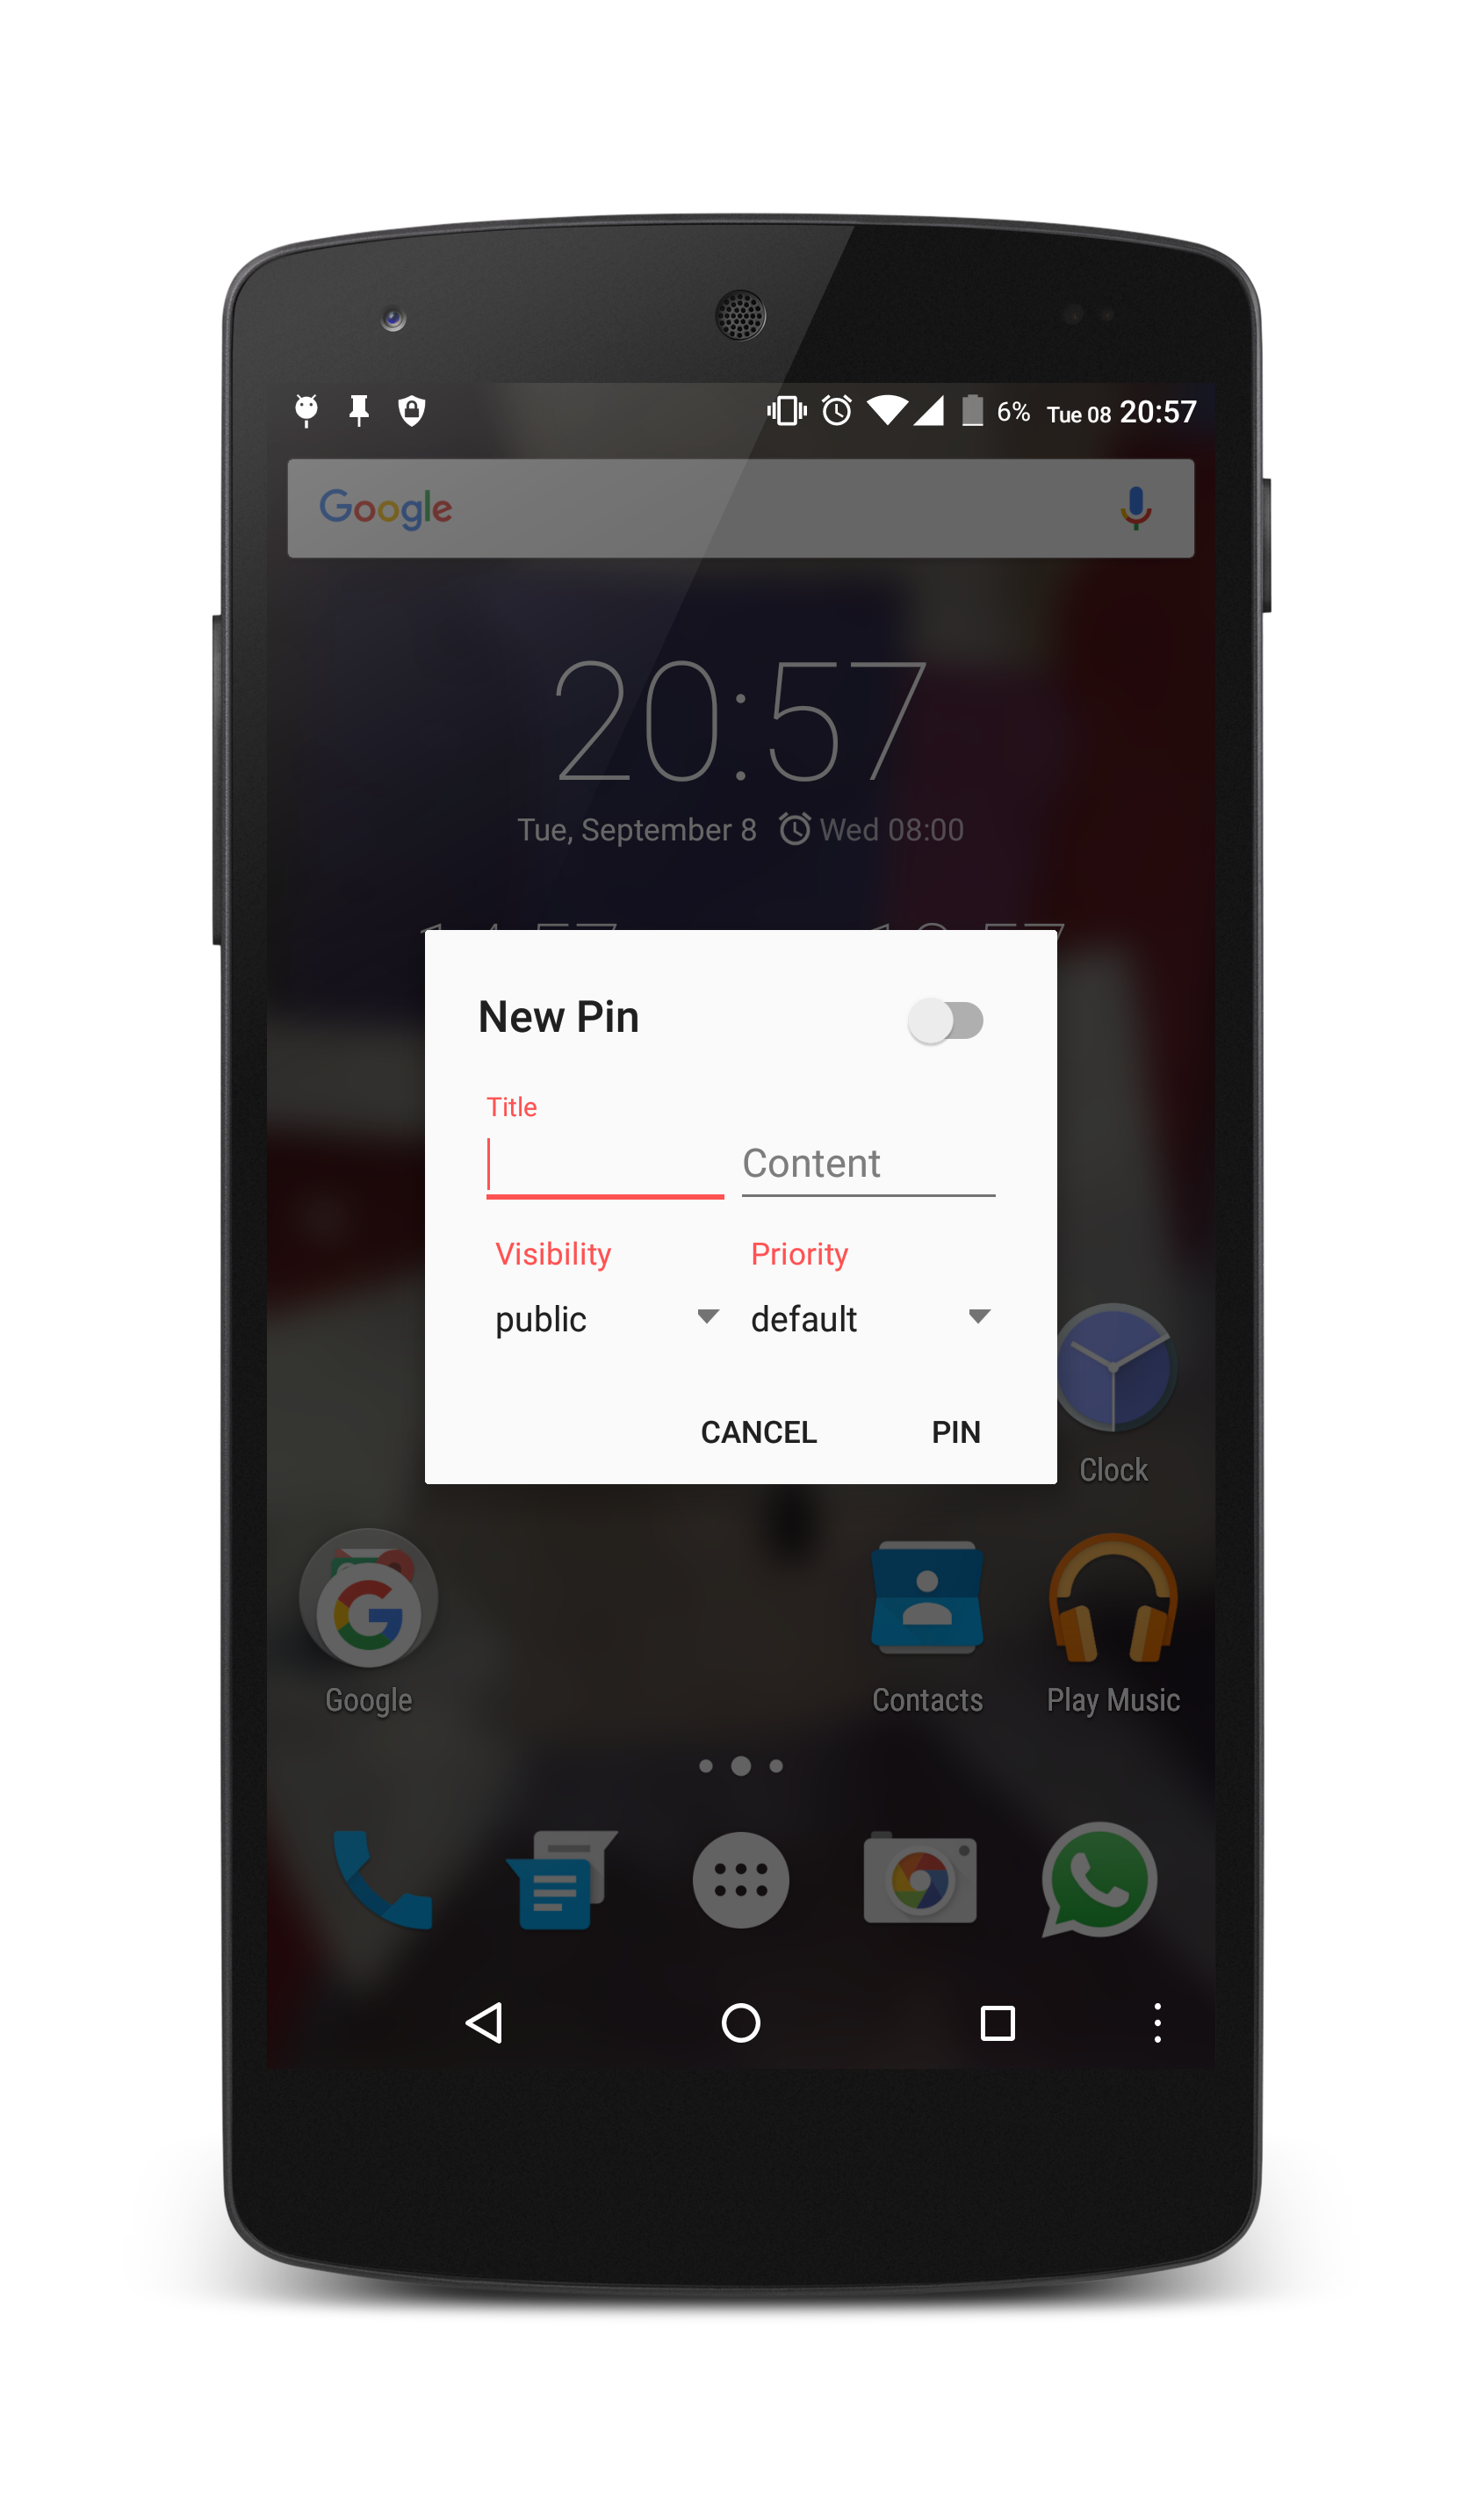 6% Tue 08 20:57
Google
20:57
Tue, September 8 Wed 08:00
New Pin
Title
Content
Visibility Priority
public default
CANCEL PIN
Clock
Google Contacts Play Music